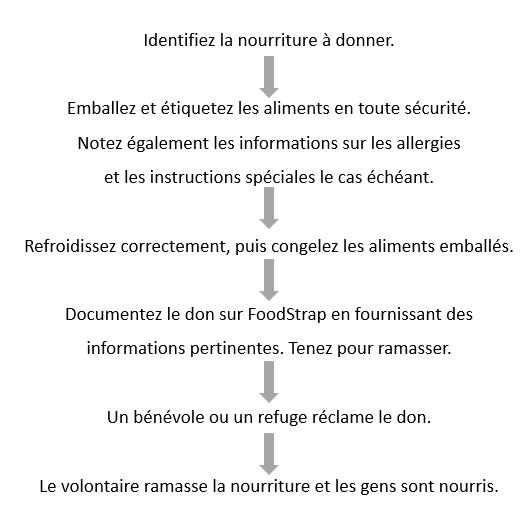 Identifiez la nourriture à donner.
Emballez et étiquetez les aliments en toute sécurité.
Notez également les informations sur les allergies
et les instructions spéciales le cas échéant.
Refroidissez correctement, puis congelez les aliments emballés.
Documentez le don sur FoodStrap en fournissant des
informations pertinentes. Tenez pour ramasser.
Un bénévole ou un refuge réclame le don.
Le volontaire ramasse la nourriture et les gens sont nourris.